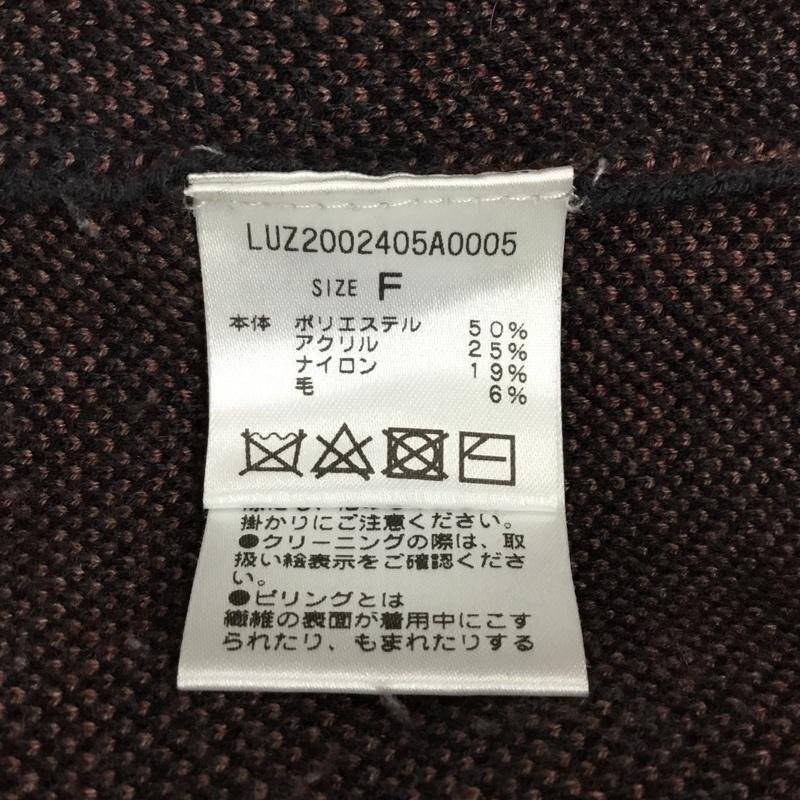 LUZ2002405A0005
SIZE F
本体 ポリエステル 50%
アクリル 25%
ナイロン 19%
毛 6%
掛かりにご注意ください。
●クリーニングの際は、取
扱い絵表示をご確認くださ
い。
●ピリングとは
繊維の表面が着用中にこす
られたり、もまれたりする